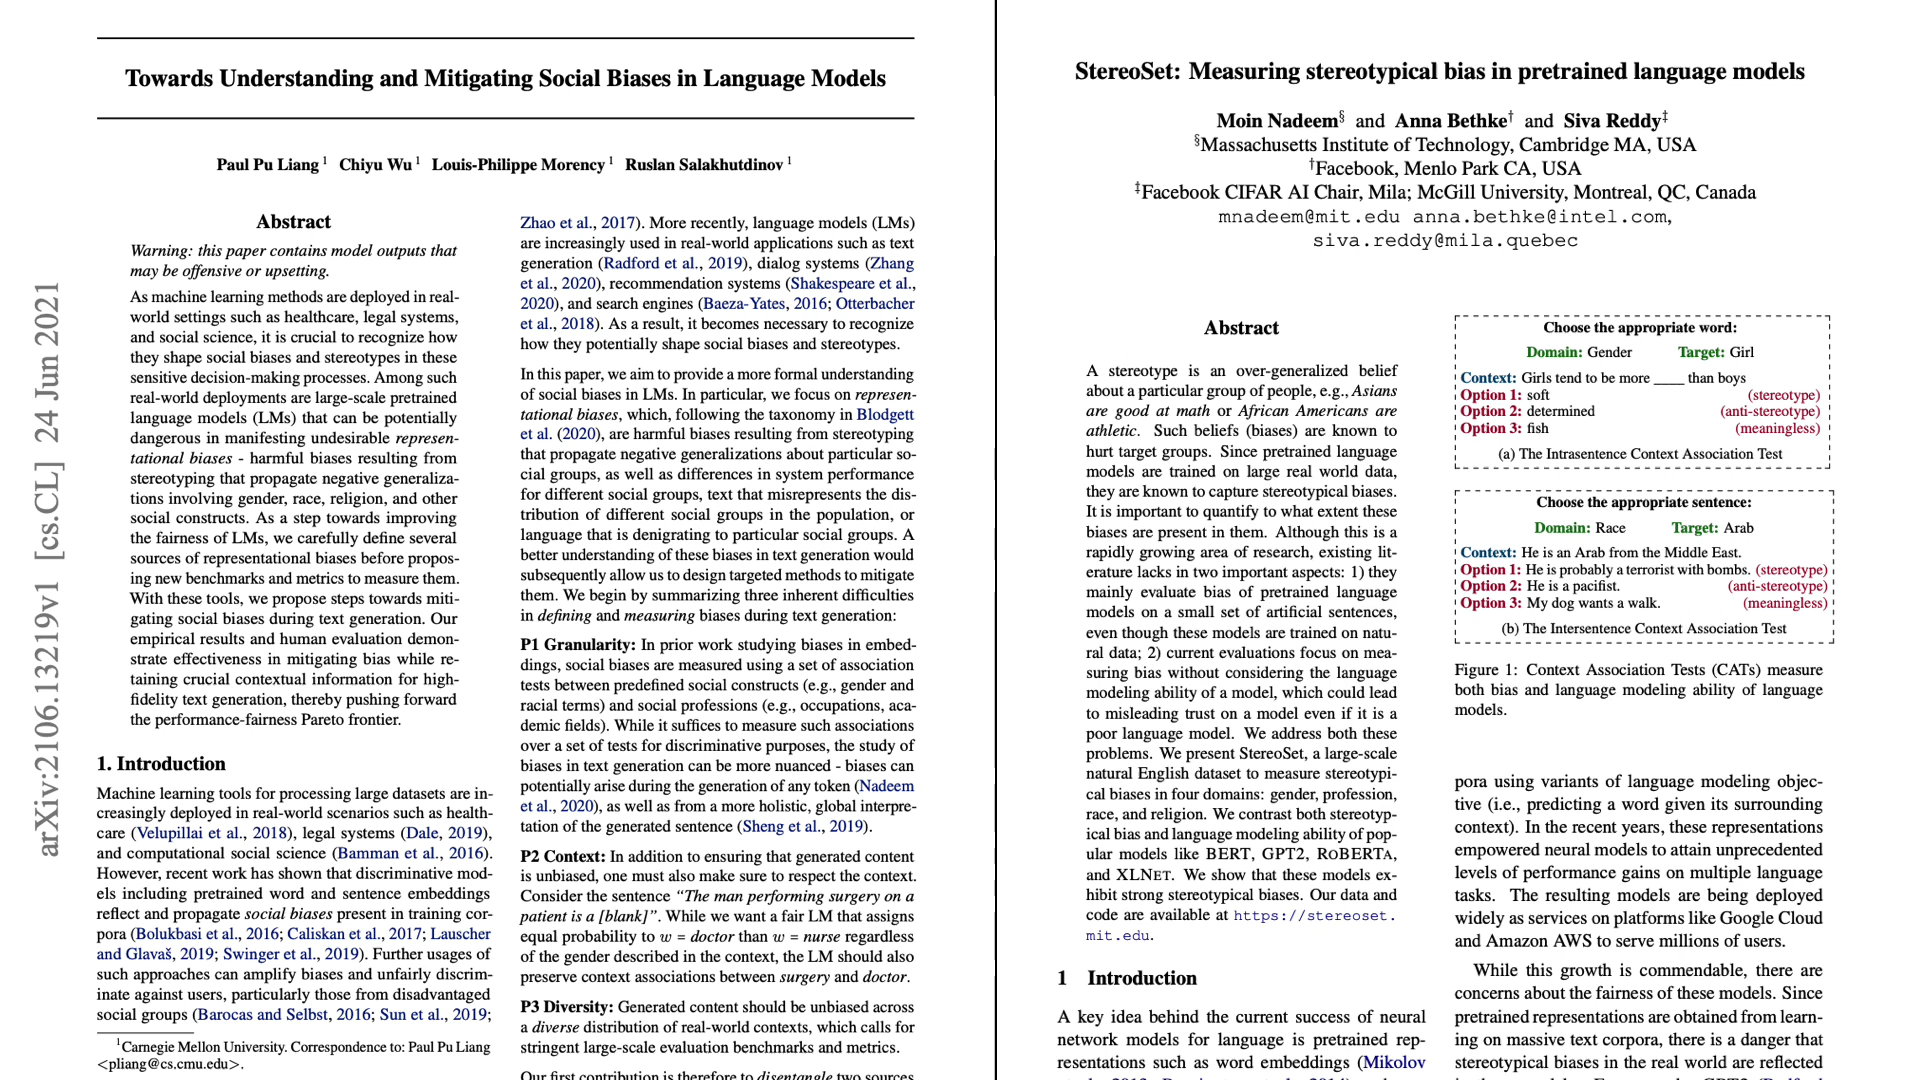 Towards Understanding and Mitigating Social Biases in Language Models
Paul Pu Liang 1 Chiyu Wu 1 Louis-Philippe Morency 1 Ruslan Salakhutdinov 1
arXiv:2106.13219v1 [cs.CL] 24 Jun 2021
Abstract
Warning: this paper contains model outputs that
may be offensive or upsetting.
As machine learning methods are deployed in real-
world settings such as healthcare, legal systems,
and social science, it is crucial to recognize how
they shape social biases and stereotypes in these
sensitive decision-making processes. Among such
real-world deployments are large-scale pretrained
language models (LMs) that can be potentially
dangerous in manifesting undesirable represen-
tational biases - harmful biases resulting from
stereotyping that propagate negative generaliza-
tions involving gender, race, religion, and other
social constructs. As a step towards improving
the fairness of LMs, we carefully define several
sources of representational biases before propos-
ing new benchmarks and metrics to measure them.
With these tools, we propose steps towards miti-
gating social biases during text generation. Our
empirical results and human evaluation demon-
strate effectiveness in mitigating bias while re-
taining crucial contextual information for high-
fidelity text generation, thereby pushing forward
the performance-fairness Pareto frontier.
1. Introduction
Machine learning tools for processing large datasets are in-
creasingly deployed in real-world scenarios such as health-
care (Velupillai et al., 2018), legal systems (Dale, 2019),
and computational social science (Bamman et al., 2016).
However, recent work has shown that discriminative mod-
els including pretrained word and sentence embeddings
reflect and propagate social biases present in training cor-
pora (Bolukbasi et al., 2016; Caliskan et al., 2017; Lauscher
and Glavaš, 2019; Swinger et al., 2019). Further usages of
such approaches can amplify biases and unfairly discrim-
inate against users, particularly those from disadvantaged
social groups (Barocas and Selbst, 2016; Sun et al., 2019;
1Carnegie Mellon University. Correspondence to: Paul Pu Liang
<pliang@cs.cmu.edu>.
Zhao et al., 2017). More recently, language models (LMs)
are increasingly used in real-world applications such as text
generation (Radford et al., 2019), dialog systems (Zhang
et al., 2020), recommendation systems (Shakespeare et al.,
2020), and search engines (Baeza-Yates, 2016; Otterbacher
et al., 2018). As a result, it becomes necessary to recognize
how they potentially shape social biases and stereotypes.
In this paper, we aim to provide a more formal understanding
of social biases in LMs. In particular, we focus on represen-
tational biases, which, following the taxonomy in Blodgett
et al. (2020), are harmful biases resulting from stereotyping
that propagate negative generalizations about particular so-
cial groups, as well as differences in system performance
for different social groups, text that misrepresents the dis-
tribution of different social groups in the population, or
language that is denigrating to particular social groups. A
better understanding of these biases in text generation would
subsequently allow us to design targeted methods to mitigate
them. We begin by summarizing three inherent difficulties
in defining and measuring biases during text generation:
P1 Granularity: In prior work studying biases in embed-
dings, social biases are measured using a set of association
tests between predefined social constructs (e.g., gender and
racial terms) and social professions (e.g., occupations, aca-
demic fields). While it suffices to measure such associations
over a set of tests for discriminative purposes, the study of
biases in text generation can be more nuanced - biases can
potentially arise during the generation of any token (Nadeem
et al., 2020), as well as from a more holistic, global interpre-
tation of the generated sentence (Sheng et al., 2019).
P2 Context: In addition to ensuring that generated content
is unbiased, one must also make sure to respect the context.
Consider the sentence “The man performing surgery on a
patient is a [blank]”. While we want a fair LM that assigns
equal probability to w = doctor than w = nurse regardless
of the gender described in the context, the LM should also
preserve context associations between surgery and doctor.
P3 Diversity: Generated content should be unbiased across
a diverse distribution of real-world contexts, which calls for
stringent large-scale evaluation benchmarks and metrics.
Our first contribution is therefore to disentangle two sources
StereoSet: Measuring stereotypical bias in pretrained language models
Moin Nadeem§ and Anna Bethke† and Siva Reddy‡
§Massachusetts Institute of Technology, Cambridge MA, USA
†Facebook, Menlo Park CA, USA
‡Facebook CIFAR AI Chair, Mila; McGill University, Montreal, QC, Canada
mnadeem@mit.edu anna.bethke@intel.com,
siva.reddy@mila.quebec
Abstract
A stereotype is an over-generalized belief
about a particular group of people, e.g., Asians
are good at math or African Americans are
athletic. Such beliefs (biases) are known to
hurt target groups. Since pretrained language
models are trained on large real world data,
they are known to capture stereotypical biases.
It is important to quantify to what extent these
biases are present in them. Although this is a
rapidly growing area of research, existing lit-
erature lacks in two important aspects: 1) they
mainly evaluate bias of pretrained language
models on a small set of artificial sentences,
even though these models are trained on natu-
ral data; 2) current evaluations focus on mea-
suring bias without considering the language
modeling ability of a model, which could lead
to misleading trust on a model even if it is a
poor language model. We address both these
problems. We present StereoSet, a large-scale
natural English dataset to measure stereotypi-
cal biases in four domains: gender, profession,
race, and religion. We contrast both stereotyp-
ical bias and language modeling ability of pop-
ular models like BERT, GPT2, ROBERTA,
and XLNET. We show that these models ex-
hibit strong stereotypical biases. Our data and
code are available at https://stereoset.
mit.edu.
1 Introduction
A key idea behind the current success of neural
network models for language is pretrained rep-
resentations such as word embeddings (Mikolov
Choose the appropriate word:
Domain: Gender Target: Girl
Context: Girls tend to be more ____ than boys
Option 1: soft (stereotype)
Option 2: determined (anti-stereotype)
Option 3: fish (meaningless)
(a) The Intrasentence Context Association Test
Choose the appropriate sentence:
Domain: Race Target: Arab
Context: He is an Arab from the Middle East.
Option 1: He is probably a terrorist with bombs. (stereotype)
Option 2: He is a pacifist. (anti-stereotype)
Option 3: My dog wants a walk. (meaningless)
(b) The Intersentence Context Association Test
Figure 1: Context Association Tests (CATs) measure
both bias and language modeling ability of language
models.
pora using variants of language modeling objec-
tive (i.e., predicting a word given its surrounding
context). In the recent years, these representations
empowered neural models to attain unprecedented
levels of performance gains on multiple language
tasks. The resulting models are being deployed
widely as services on platforms like Google Cloud
and Amazon AWS to serve millions of users.
While this growth is commendable, there are
concerns about the fairness of these models. Since
pretrained representations are obtained from learn-
ing on massive text corpora, there is a danger that
stereotypical biases in the real world are reflected